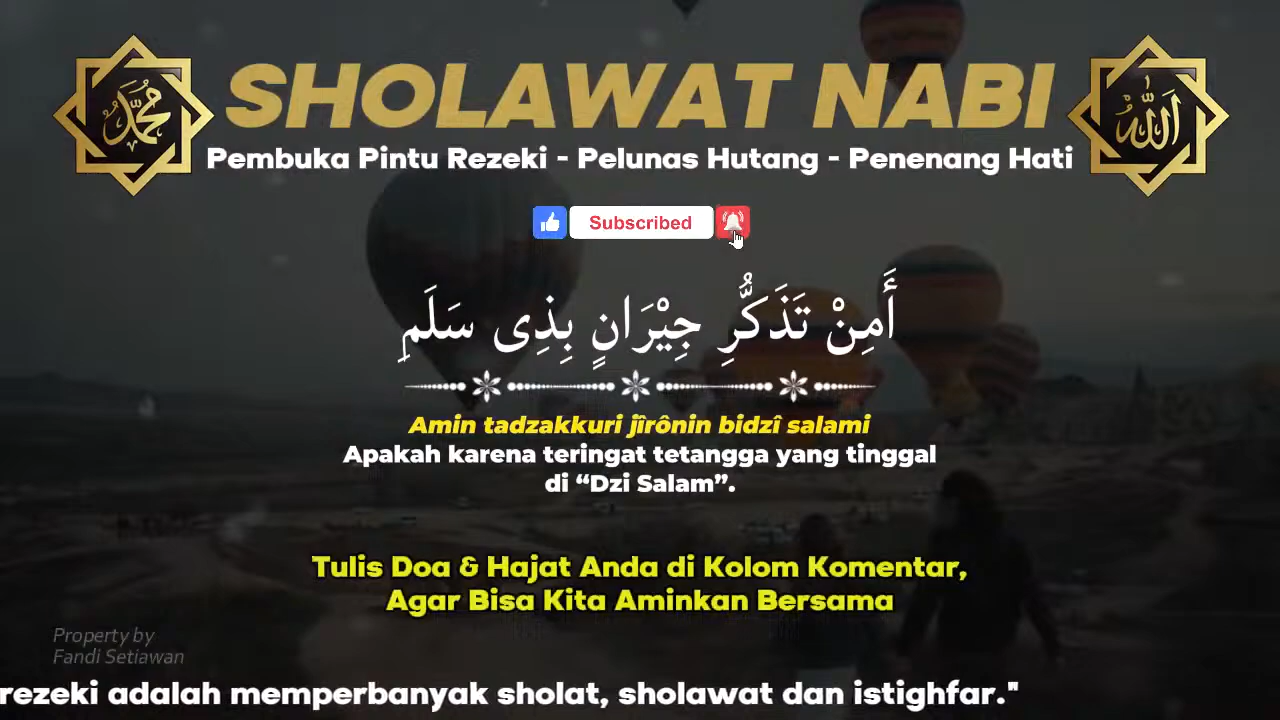 محمد
SHOLAWAT NABI
الله
Pembuka Pintu Rezeki - Pelunas Hutang - Penenang Hati
Subscribed
أَمِنْ تَذَكُّرِ جِيْرَانٍ بِذِى سَلَمِ
Amin tadzakkuri jîrônin bidzî salami
Apakah karena teringat tetangga yang tinggal
di “Dzi Salam”.
Tulis Doa & Hajat Anda di Kolom Komentar,
Agar Bisa Kita Aminkan Bersama
Property by
Fandi Setiawan
rezeki adalah memperbanyak sholat, sholawat dan istighfar."